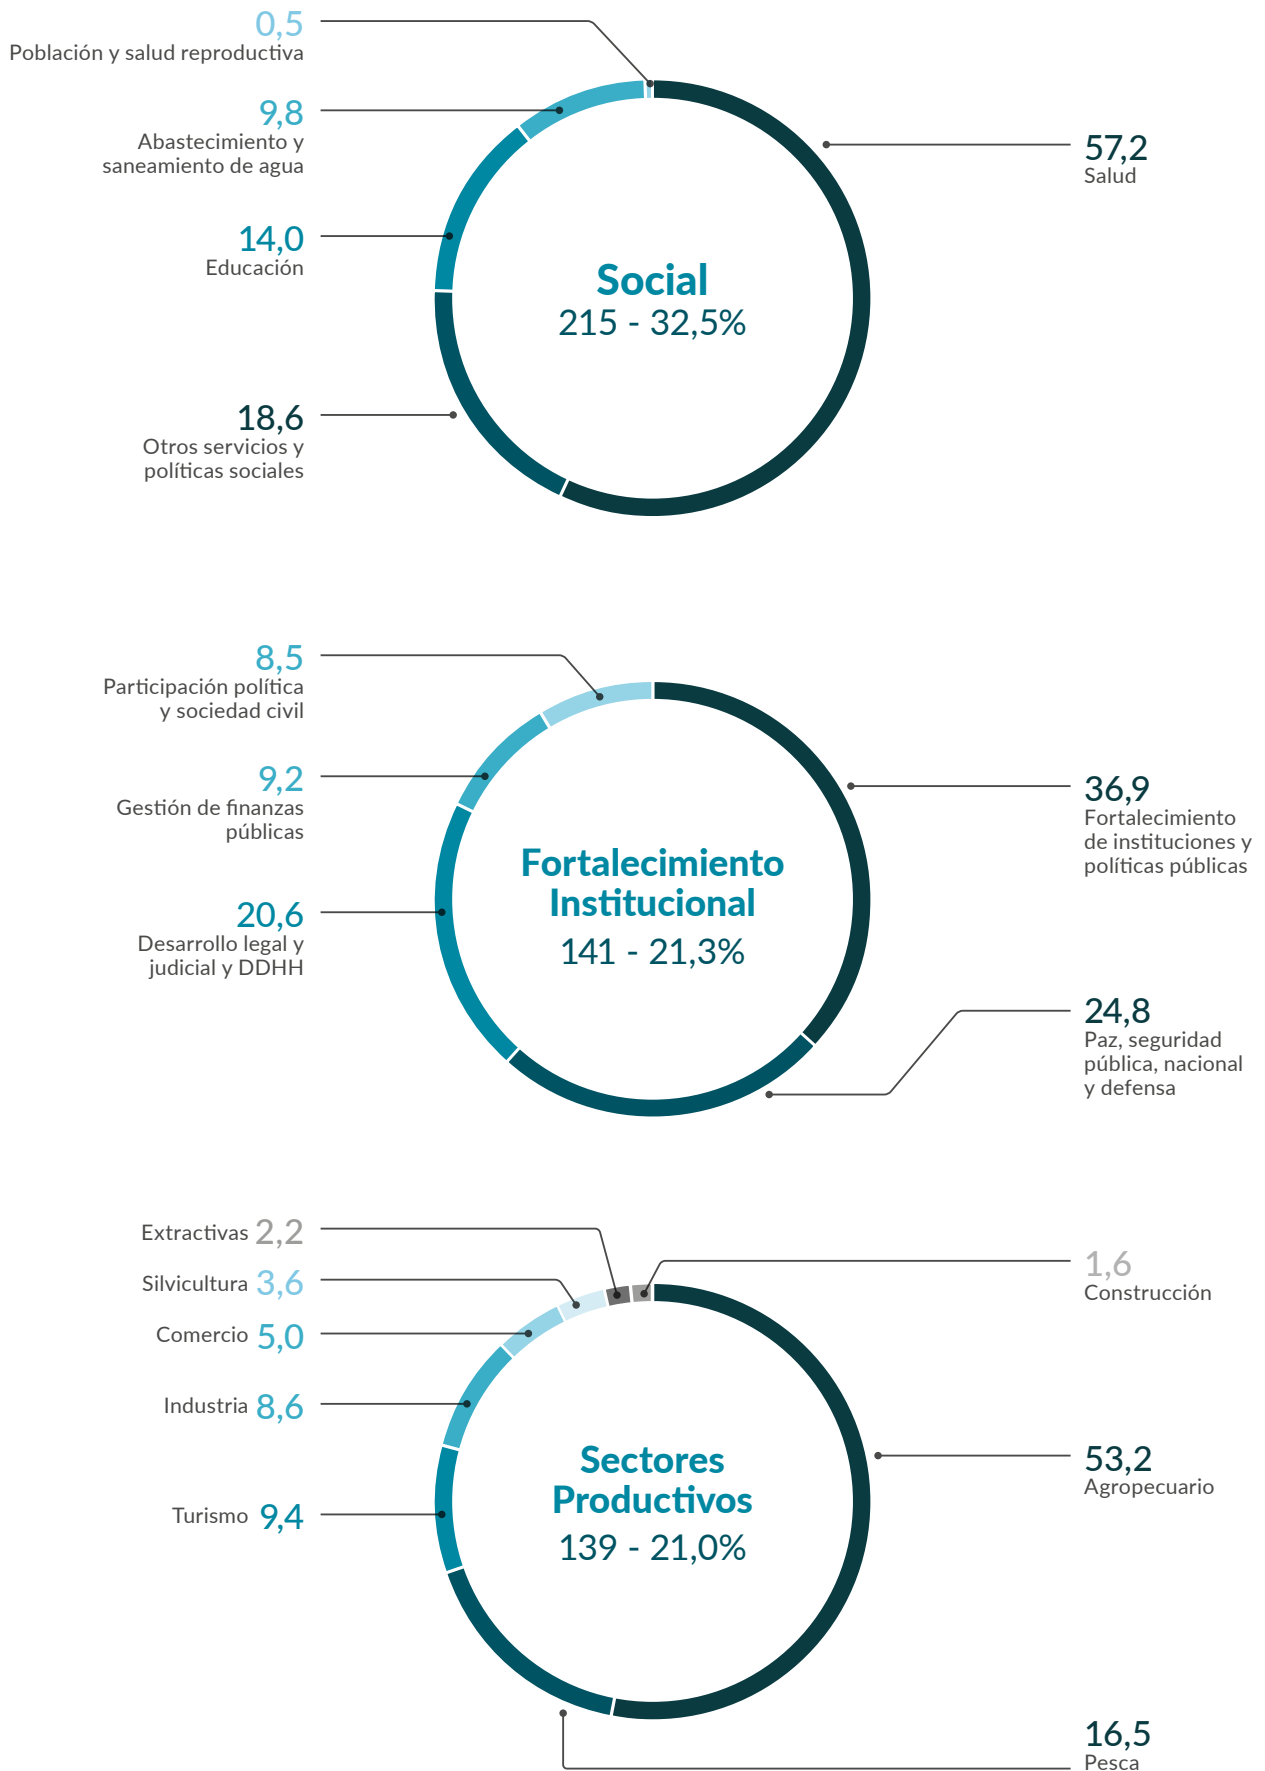 0,5
Población y salud reproductiva
9,8
Abastecimiento y
saneamiento de agua
14,0
Educación
18,6
Otros servicios y
políticas sociales
57,2
Salud
Social
215 - 32,5%
8,5
Participación política
y sociedad civil
9,2
Gestión de finanzas
públicas
20,6
Desarrollo legal y
judicial y DDHH
36,9
Fortalecimiento
de instituciones y
políticas públicas
24,8
Paz, seguridad
pública, nacional
y defensa
Fortalecimiento
Institucional
141 - 21,3%
Extractivas 2,2
Silvicultura 3,6
Comercio 5,0
Industria 8,6
Turismo 9,4
1,6
Construcción
53,2
Agropecuario
16,5
Pesca
Sectores
Productivos
139 - 21,0%